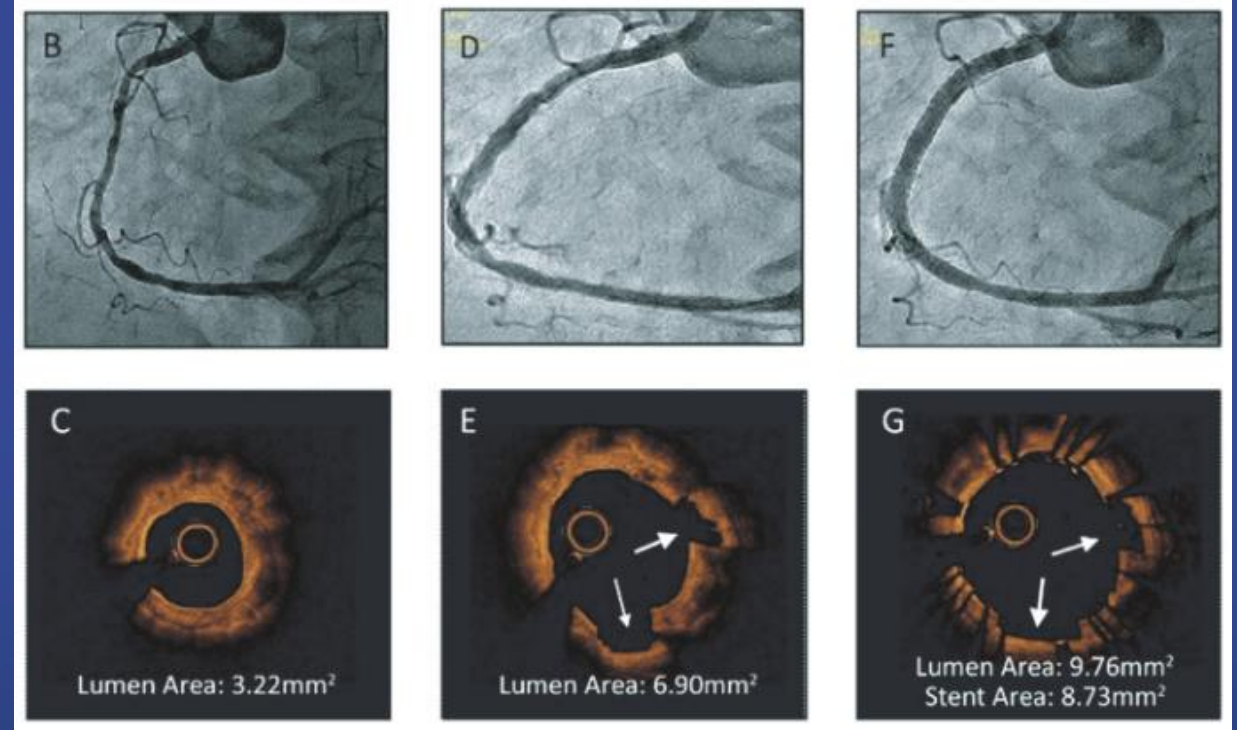 B
D
F
C
Lumen Area: 3.22mm²
E
Lumen Area: 6.90mm²
G
Lumen Area: 9.76mm²
Stent Area: 8.73mm²